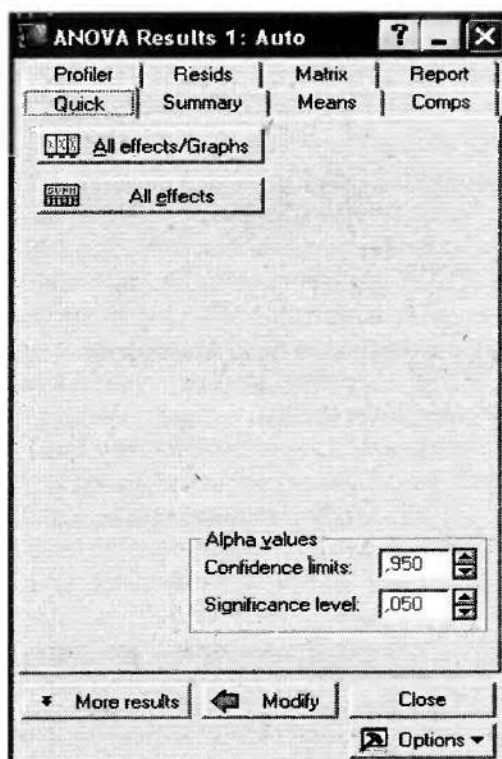 ANOVA Results 1: Auto ? _ X
Profiler Resids Matrix Report
Quick Summary Means Comps
All effects/Graphs
All effects
Alpha values
Confidence limits: ,950
Significance level: ,050
More results Modify Close
Options